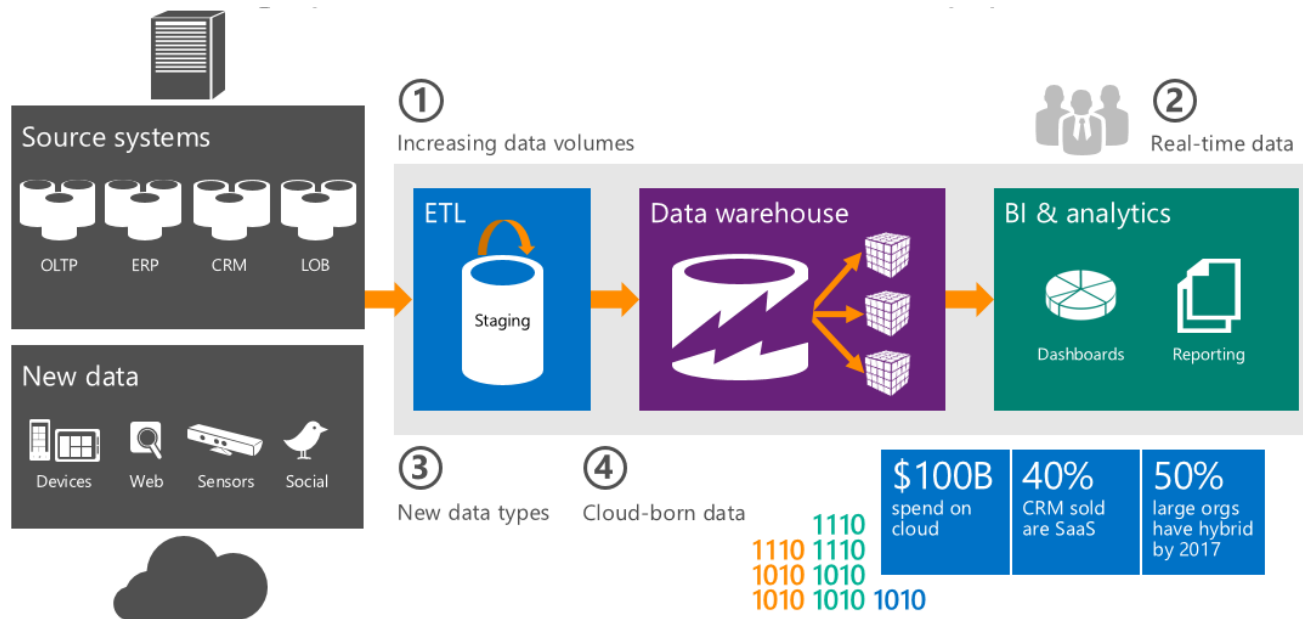 Source systems
OLTP
ERP
CRM
LOB
New data
Devices
Web
Sensors
Social
1
Increasing data volumes
2
Real-time data
ETL
Staging
Data warehouse
BI & analytics
Dashboards
Reporting
3
New data types
4
Cloud-born data
1110
1110 1110
1010 1010
1010 1010 1010
$100B
spend on
cloud
40%
CRM sold
are SaaS
50%
large orgs
have hybrid
by 2017